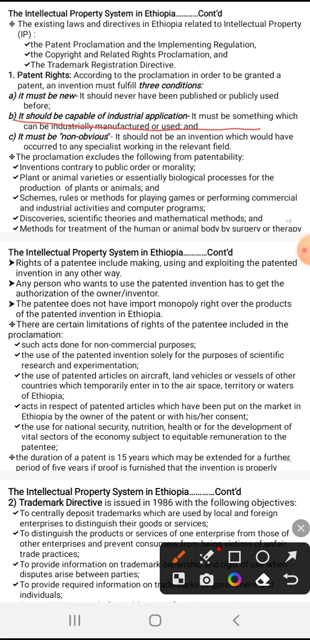 The Intellectual Property System in Ethiopia...........Cont'd
❖ The existing laws and directives in Ethiopia related to Intellectual Property
(IP) :
✓the Patent Proclamation and the Implementing Regulation,
✓the Copyright and Related Rights Proclamation, and
✓The Trademark Registration Directive.
1. Patent Rights: According to the proclamation in order to be granted a
patent, an invention must fulfill three conditions:
a) it must be new- It should never have been published or publicly used
before;
b) It should be capable of industrial application- It must be something which
can be industrially manufactured or used; and
c) It must be "non-obvious"- It should not be an invention which would have
occurred to any specialist working in the relevant field.
❖The proclamation excludes the following from patentability:
✓Inventions contrary to public order or morality;
✓Plant or animal varieties or essentially biological processes for the
production of plants or animals; and
✓Schemes, rules or methods for playing games or performing commercial
and industrial activities and computer programs;
✓Discoveries, scientific theories and mathematical methods; and
✓Methods for treatment of the human or animal body by surgery or therapy
The Intellectual Property System in Ethiopia............Cont'd
➤Rights of a patentee include making, using and exploiting the patented
invention in any other way.
➤Any person who wants to use the patented invention has to get the
authorization of the owner/inventor.
➤The patentee does not have import monopoly right over the products
of the patented invention in Ethiopia.
❖There are certain limitations of rights of the patentee included in the
proclamation:
✓such acts done for non-commercial purposes;
✓the use of the patented invention solely for the purposes of scientific
research and experimentation;
✓the use of patented articles on aircraft, land vehicles or vessels of other
countries which temporarily enter in to the air space, territory or waters
of Ethiopia;
✓acts in respect of patented articles which have been put on the market in
Ethiopia by the owner of the patent or with his/her consent;
✓the use for national security, nutrition, health or for the development of
vital sectors of the economy subject to equitable remuneration to the
patentee;
❖the duration of a patent is 15 years which may be extended for a further
period of five years if proof is furnished that the invention is properly
The Intellectual Property System in Ethiopia............Cont'd
2) Trademark Directive is issued in 1986 with the following objectives:
✓To centrally deposit trademarks which are used by local and foreign
enterprises to distinguish their goods or services;
✓To distinguish the products or services of one enterprise from those of
other enterprises and prevent consumers from being victims of unfair
trade practices;
✓To provide information on trademark ownership and right of use when
disputes arise between parties;
✓To provide required information on
individuals;